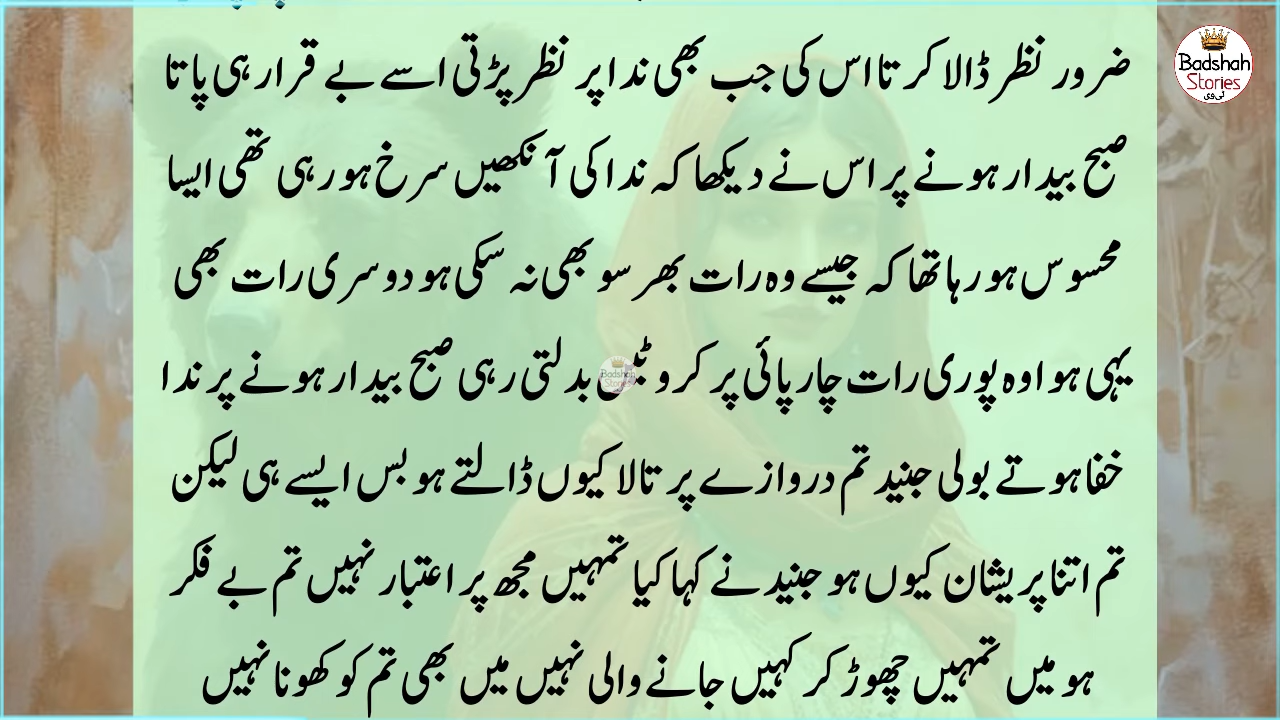 ضرور نظر ڈالا کرتا اس کی جب بھی ندا پر نظر پڑتی اسے بے قرار ہی پاتا
صبح بیدار ہونے پر اس نے دیکھا کہ ندا کی آنکھیں سرخ ہو رہی تھی ایسا
محسوس ہو رہا تھا کہ جیسے وہ رات بھر سو بھی نہ سکی ہو دوسری رات بھی
یہی ہوا وہ پوری رات چارپائی پر کروٹیں بدلتی رہی صبح بیدار ہونے پر ندا
خفا ہوتے بولی جنید تم دروازے پر تالا کیوں ڈالتے ہو بس ایسے ہی لیکن
تم اتنا پریشان کیوں ہو جنید نے کہا کیا تمہیں مجھ پر اعتبار نہیں تم بے فکر
ہو میں تمہیں چھوڑ کر کہیں جانے والی نہیں میں بھی تم کو کھونا نہیں
Badshah
Stories
ٹی وی
Badshah
Stories